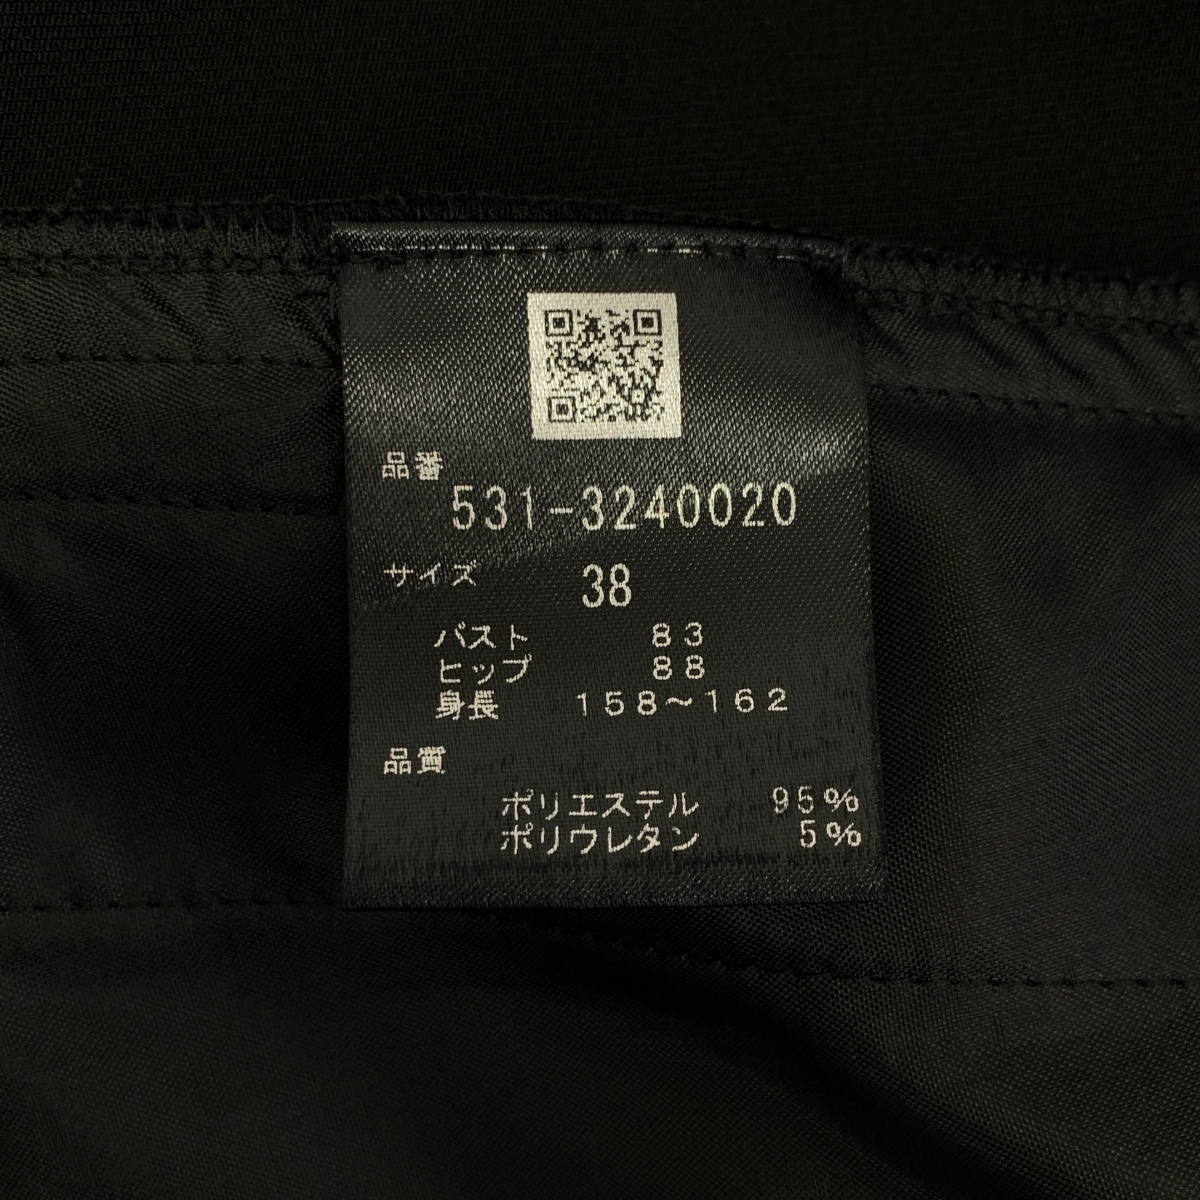 品番
531-3240020
サイズ 38
バスト 83
ヒップ 88
身長 158～162
品質
ポリエステル 95%
ポリウレタン 5%